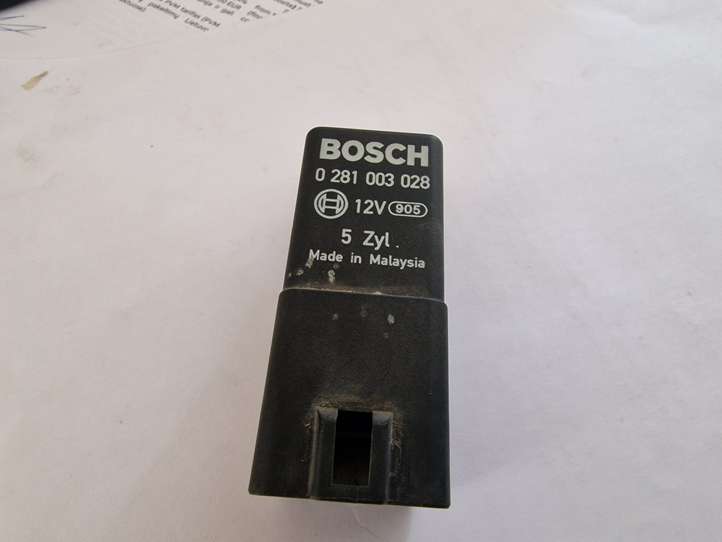 BOSCH
0 281 003 028
12V 905
5 Zyl.
Made in Malaysia